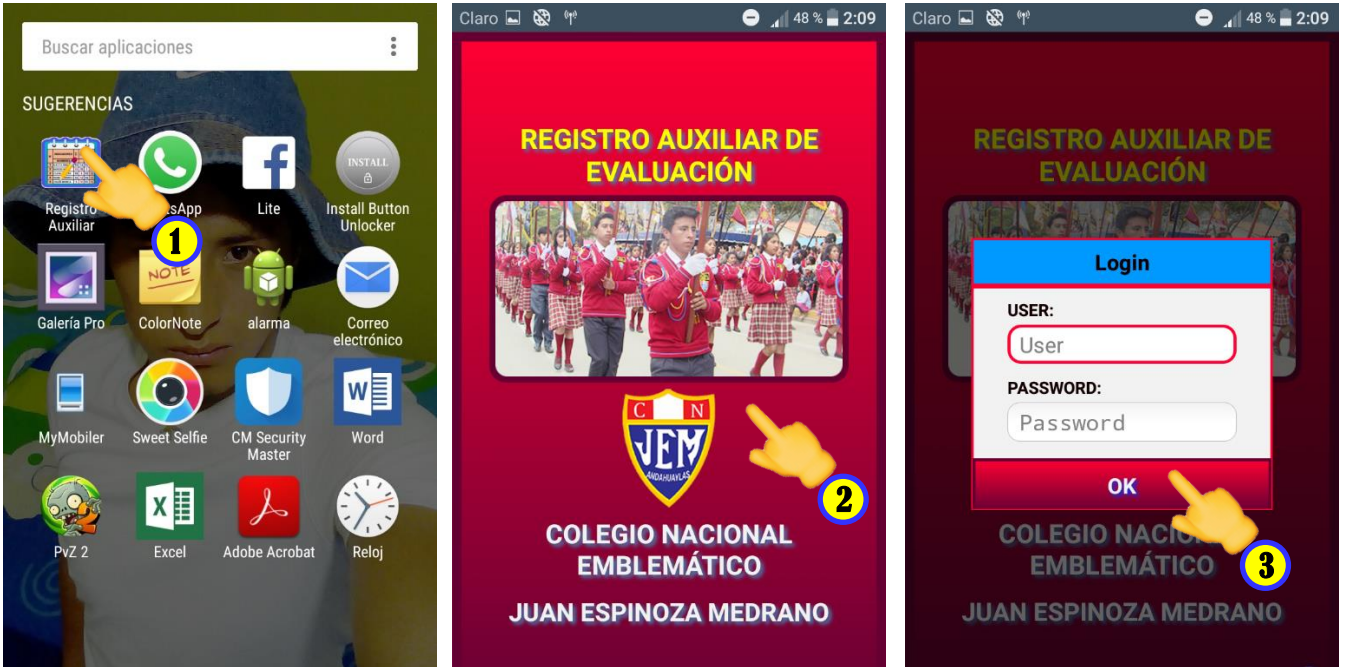 Buscar aplicaciones
SUGERENCIAS
Registro
Auxiliar
sApp
Lite
INSTALL
Install Button
Unlocker
1
Galería Pro
NOTE
ColorNote
alarma
Correo
electrónico
MyMobiler
Sweet Selfie
CM Security
Master
W
Word
PvZ 2
2
X
Excel
Adobe Acrobat
Reloj
Claro
48 %
2:09
REGISTRO AUXILIAR DE
EVALUACIÓN
C N
JEM
ANDAHUAYLAS
2
COLEGIO NACIONAL
EMBLEMÁTICO
JUAN ESPINOZA MEDRANO
Claro
48 %
2:09
REGISTRO AUXILIAR DE
EVALUACIÓN
Login
USER:
User
PASSWORD:
Password
OK
3
COLEGIO NACIO
EMBLEMÁTICO
JUAN ESPINOZA MEDRANO